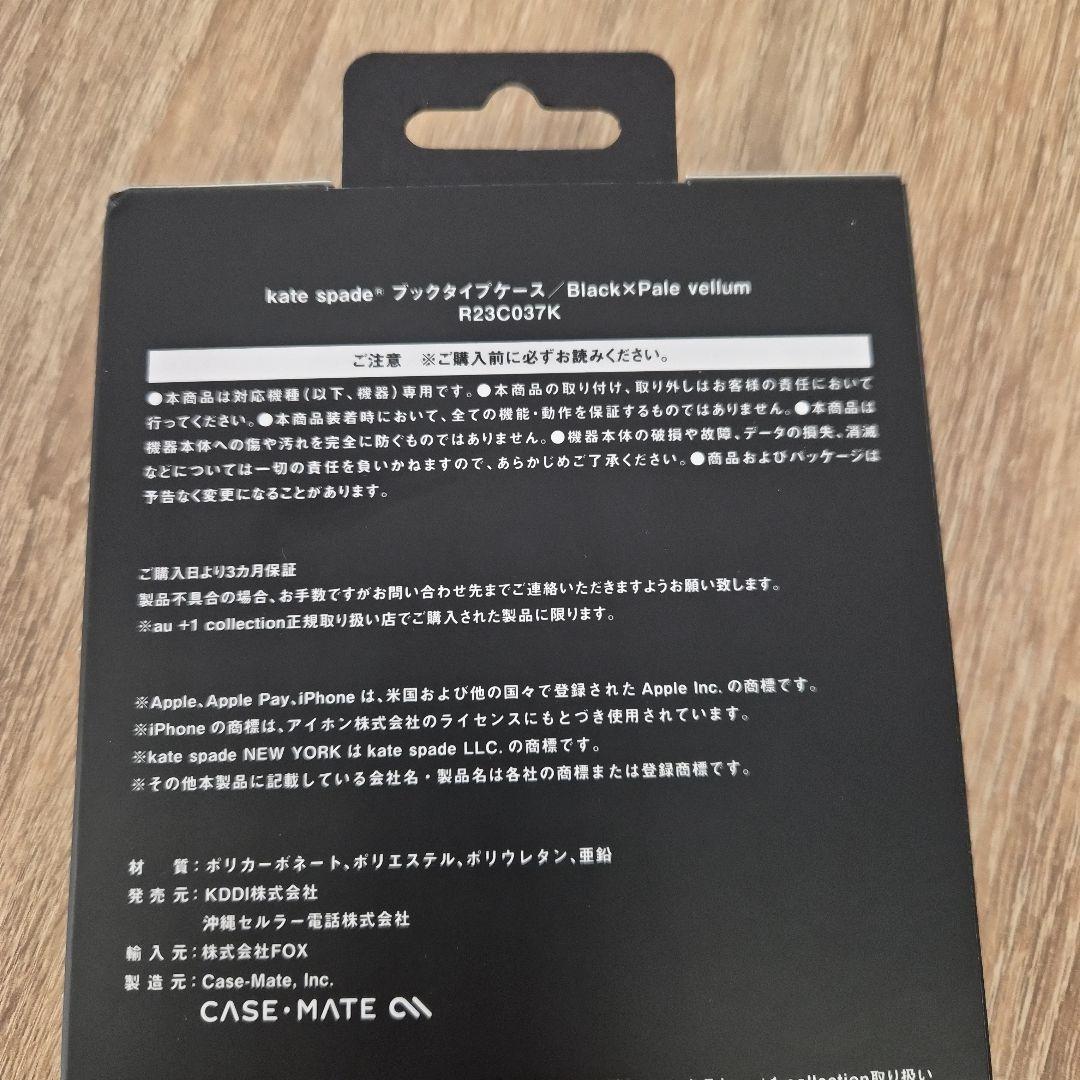 kate spade® ブックタイプケース/Black×Pale vellum
R23C037K
ご注意 ※ご購入前に必ずお読みください。
●本商品は対応機種(以下、機器)専用です。●本商品の取り付け、取り外しはお客様の責任において
行ってください。●本商品装着時において、全ての機能・動作を保証するものではありません。●本商品は
機器本体への傷や汚れを完全に防ぐものではありません。●機器本体の破損や故障、データの損失、消滅
などについては一切の責任を負いかねますので、あらかじめご了承ください。●商品およびパッケージは
予告なく変更になることがあります。
ご購入日より3カ月保証
製品不具合の場合、お手数ですがお問い合わせ先までご連絡いただきますようお願い致します。
※au +1 collection正規取り扱い店でご購入された製品に限ります。
※Apple、Apple Pay、iPhone は、米国および他の国々で登録された Apple Inc. の商標です。
※iPhone の商標は、アイホン株式会社のライセンスにもとづき使用されています。
※kate spade NEW YORK は kate spade LLC. の商標です。
※その他本製品に記載している会社名・製品名は各社の商標または登録商標です。
材 質:ポリカーボネート、ポリエステル、ポリウレタン、亜鉛
発売元:KDDI株式会社
沖縄セルラー電話株式会社
輸入元:株式会社FOX
製造元:Case-Mate, Inc.
CASE·MATE
collection取り扱い